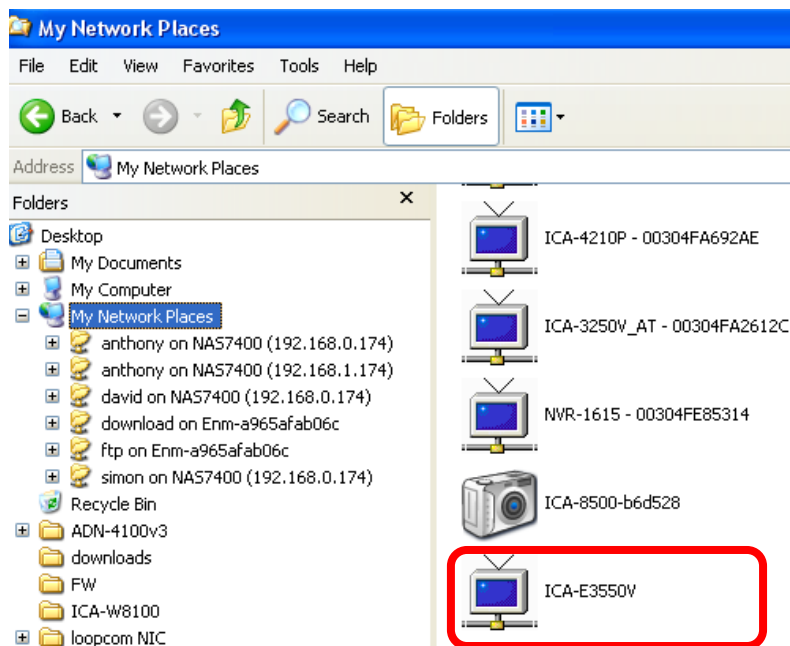 My Network Places
File Edit View Favorites Tools Help
Back Search Folders
Address My Network Places
Folders
Desktop
My Documents
My Computer
My Network Places
anthony on NAS7400 (192.168.0.174)
anthony on NAS7400 (192.168.1.174)
david on NAS7400 (192.168.0.174)
download on Enm-a965afab06c
ftp on Enm-a965afab06c
simon on NAS7400 (192.168.0.174)
Recycle Bin
ADN-4100v3
downloads
FW
ICA-W8100
loopcom NIC
ICA-4210P - 00304FA692AE
ICA-3250V_AT - 00304FA2612C
NVR-1615 - 00304FE85314
ICA-8500-b6d528
ICA-E3550V